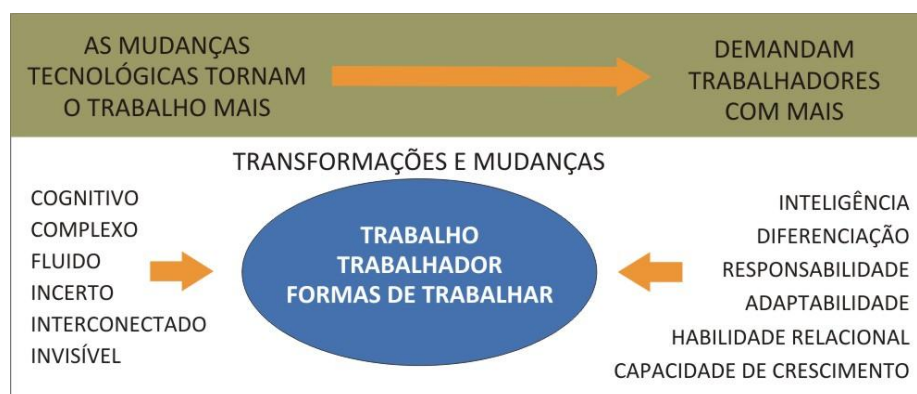 AS MUDANÇAS
TECNOLÓGICAS TORNAM
O TRABALHO MAIS
DEMANDAM
TRABALHADORES
COM MAIS
TRANSFORMAÇÕES E MUDANÇAS
COGNITIVO
COMPLEXO
FLUIDO
INCERTO
INTERCONECTADO
INVISÍVEL
TRABALHO
TRABALHADOR
FORMAS DE TRABALHAR
INTELIGÊNCIA
DIFERENCIAÇÃO
RESPONSABILIDADE
ADAPTABILIDADE
HABILIDADE RELACIONAL
CAPACIDADE DE CRESCIMENTO